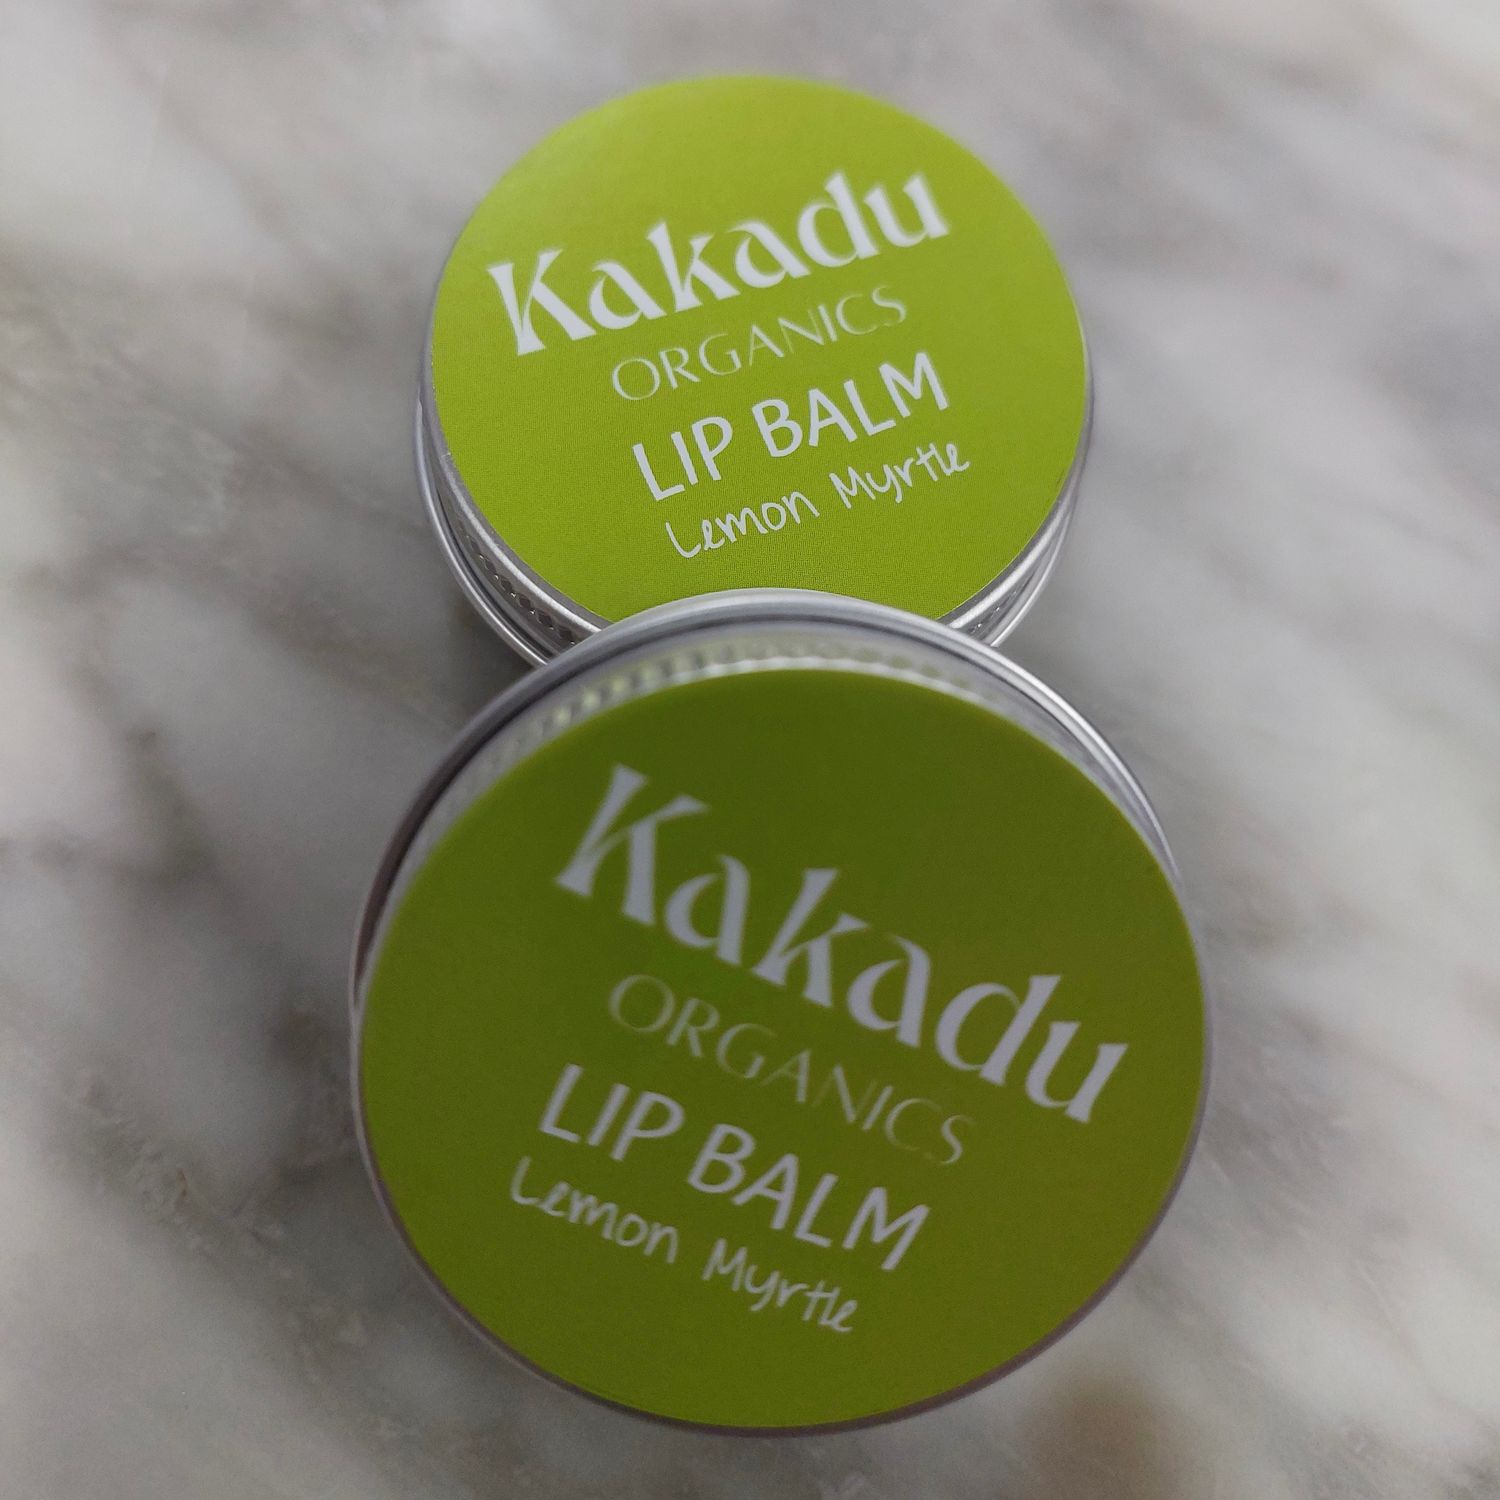 Kakadu
ORGANICS
LIP BALM
Lemon Myrtle
Kakadu
ORGANICS
LIP BALM
Lemon Myrtle